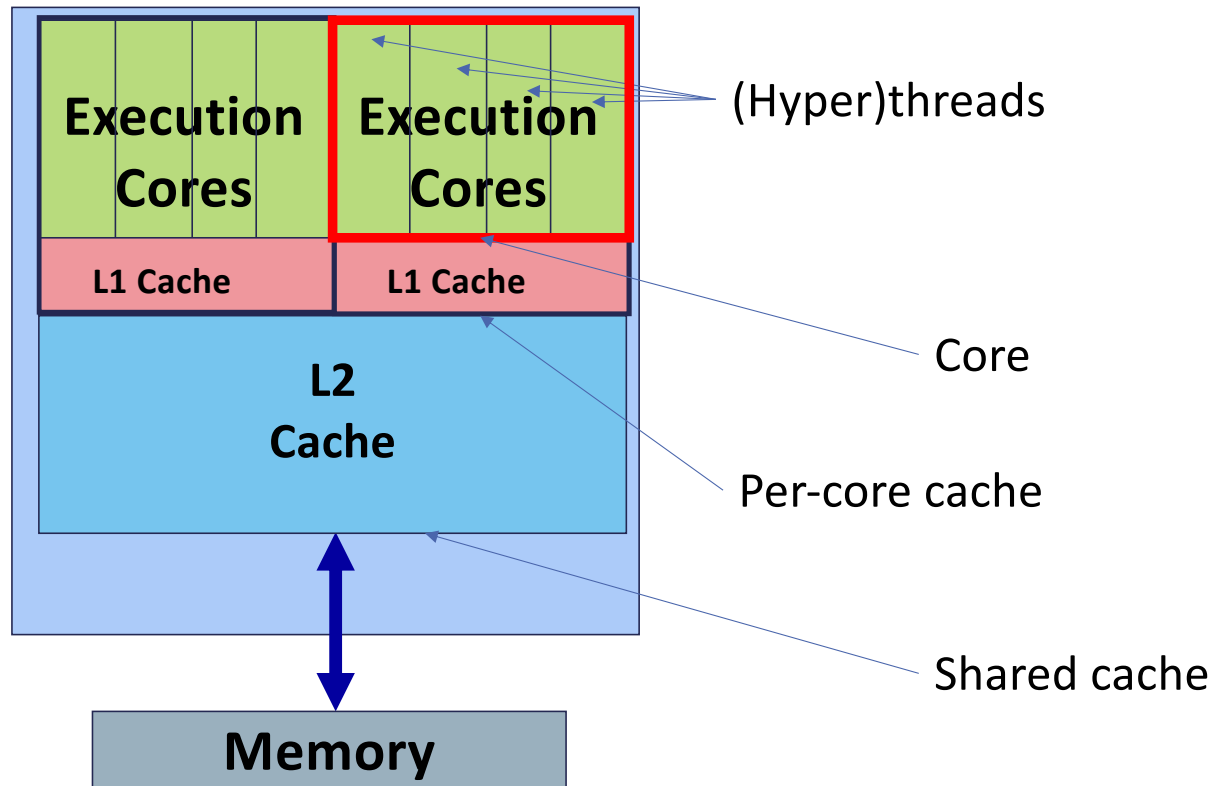 Execution
Cores
Execution
Cores
(Hyper)threads
L1 Cache
L1 Cache
Core
L2
Cache
Per-core cache
Shared cache
Memory